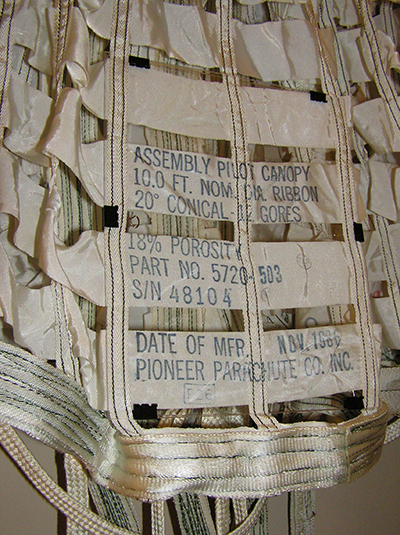 ASSEMBLY PILOT CANOPY
10.0 FT. NOM. DIA. RIBBON
20° CONICAL-12 GORES
18% POROSITY
PART NO. 5720-503
S/N 48104
DATE OF MFR. NOV.
PIONEER PARACHUTE CO. INC.